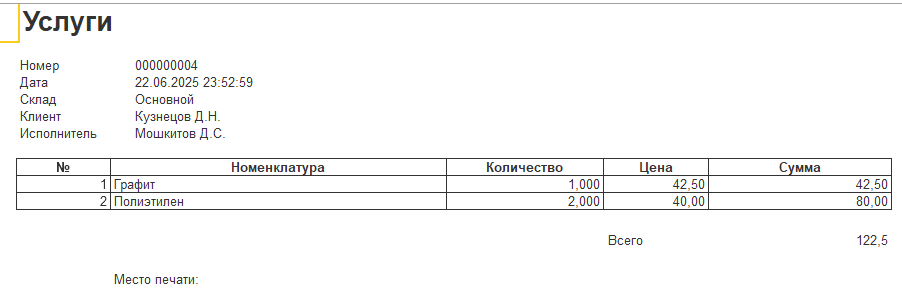 Услуги
Номер 000000004
Дата 22.06.2025 23:52:59
Склад Основной
Клиент Кузнецов Д.Н.
Исполнитель Мошкитов Д.С.
№ Номенклатура Количество Цена Сумма
1 Графит 1,000 42,50 42,50
2 Полиэтилен 2,000 40,00 80,00
Всего 122,5
Место печати: